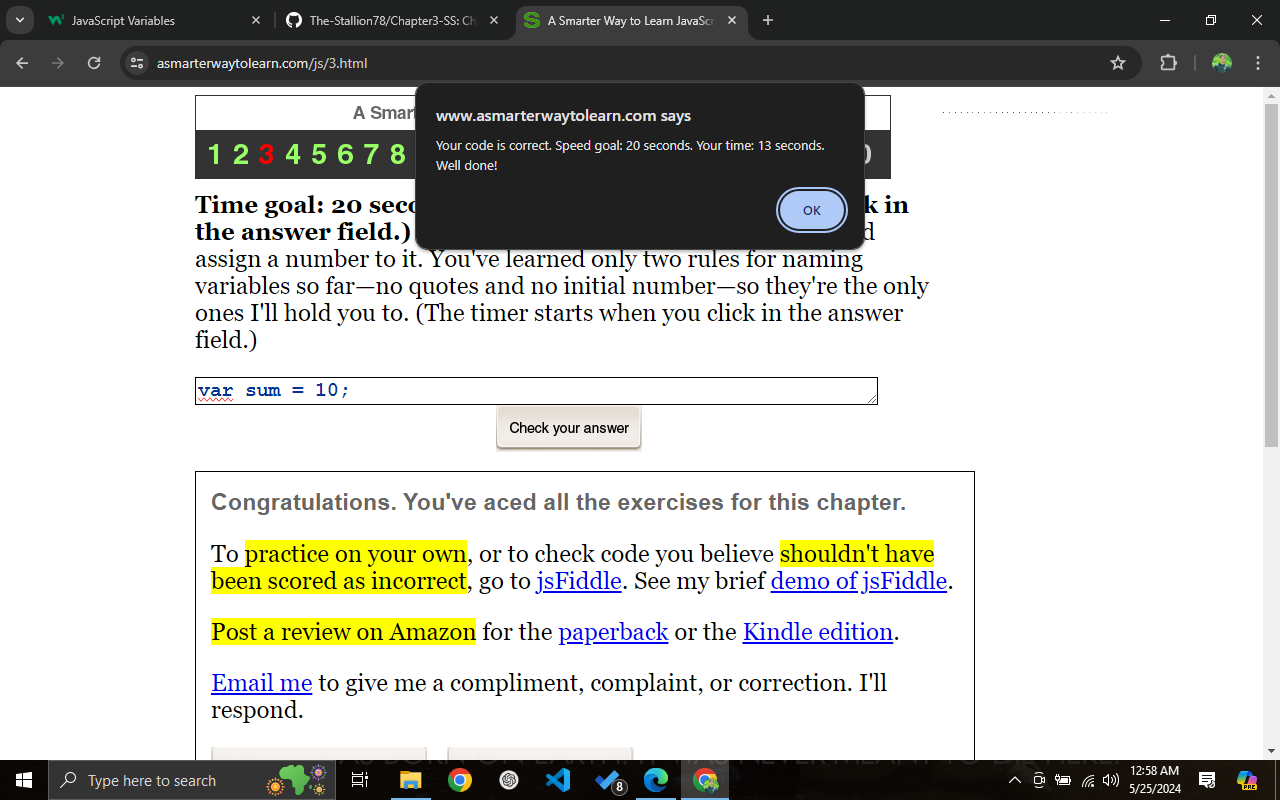 JavaScript Variables
The-Stallion78/Chapter3-SS: Ch
A Smarter Way to Learn JavaScr
asmarterwaytolearn.com/js/3.html
A Smart
www.asmarterwaytolearn.com says
Your code is correct. Speed goal: 20 seconds. Your time: 13 seconds.
Well done!
OK
1 2 3 4 5 6 7 8
Time goal: 20 seco k in
the answer field.) d
assign a number to it. You've learned only two rules for naming
variables so far—no quotes and no initial number—so they're the only
ones I'll hold you to. (The timer starts when you click in the answer
field.)
var sum = 10;
Check your answer
Congratulations. You've aced all the exercises for this chapter.
To practice on your own, or to check code you believe shouldn't have
been scored as incorrect, go to jsFiddle. See my brief demo of jsFiddle.
Post a review on Amazon for the paperback or the Kindle edition.
Email me to give me a compliment, complaint, or correction. I'll
respond.
Type here to search
8
12:58 AM
5/25/2024
PRE